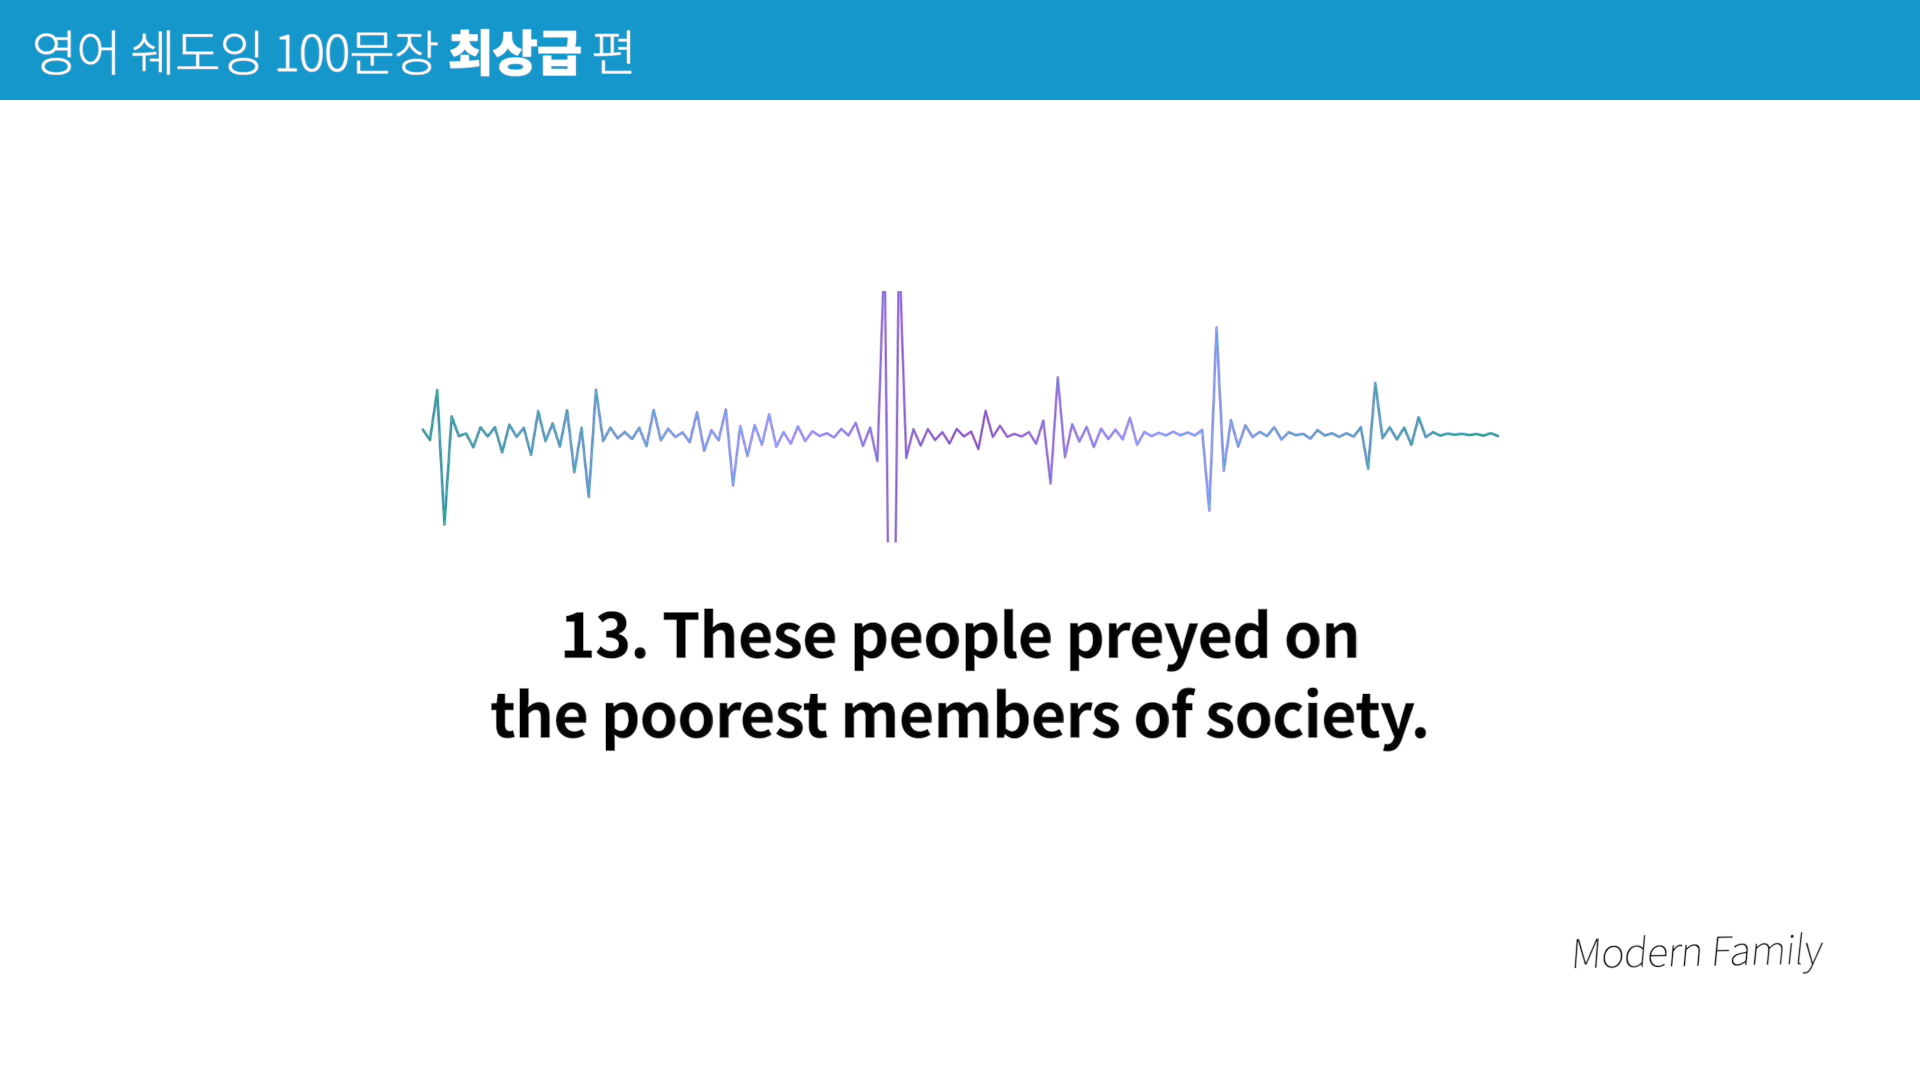 영어 쉐도잉 100문장 최상급 편
13. These people preyed on
the poorest members of society.
Modern Family